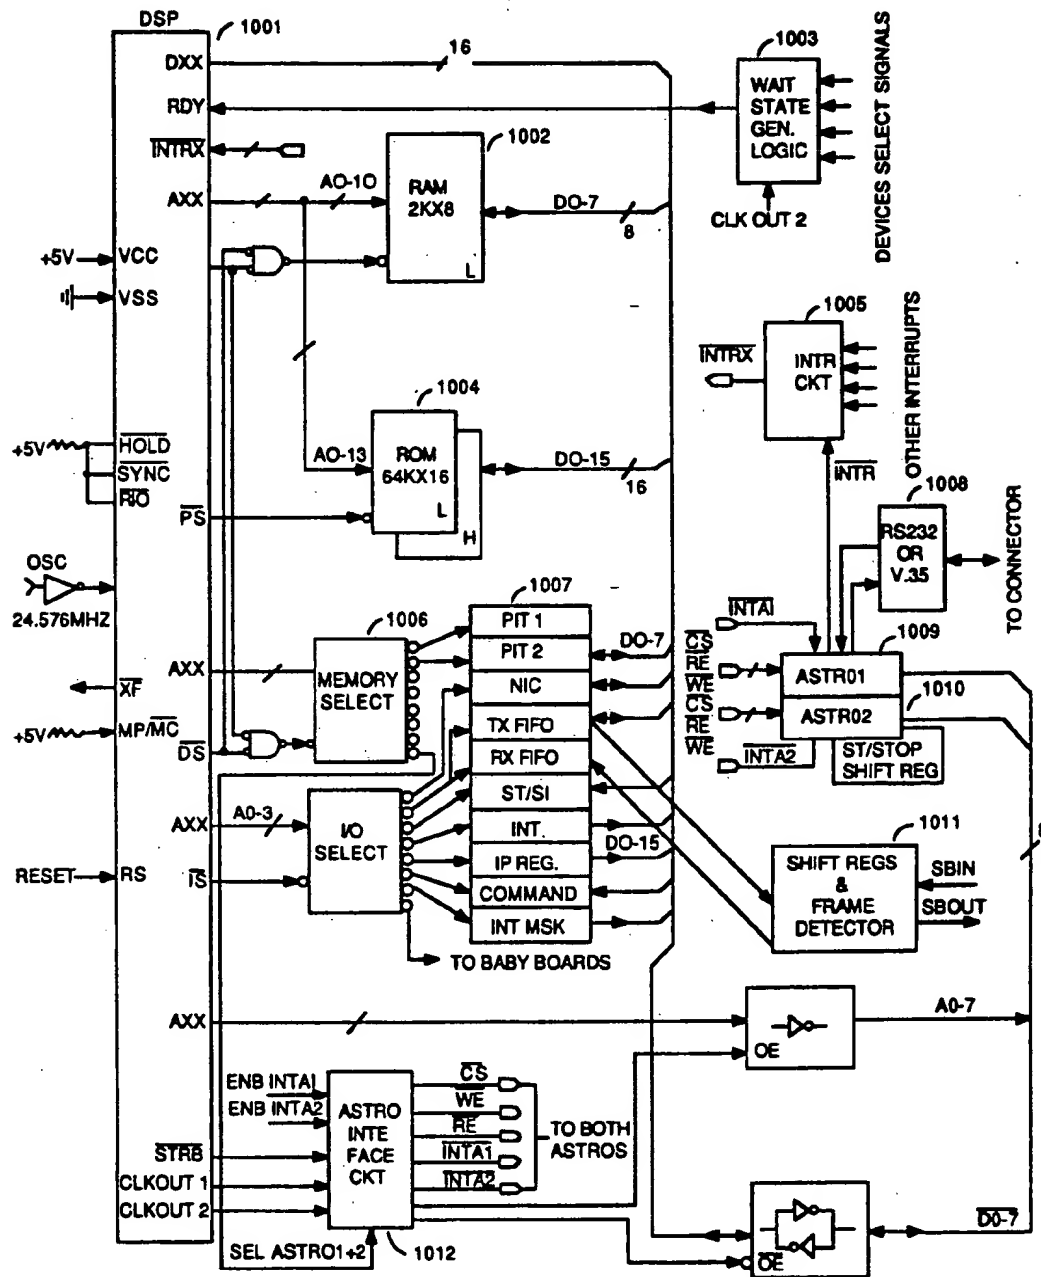 DSP
1001
DXX
16
RDY
INTRX
AXX
A0-10
1002
RAM
2KX8
L
D0-7
8
1003
WAIT
STATE
GEN.
LOGIC
CLK OUT 2
DEVICES SELECT SIGNALS
+5V
VCC
VSS
1004
A0-13
ROM
64KX16
L
H
D0-15
16
PS
1005
INTRX
INTR
CKT
INTR
OTHER INTERRUPTS
+5V
HOLD
SYNC
RIO
OSC
24.576MHZ
1008
RS232
OR
V.35
TO CONNECTOR
AXX
XF
+5V
MP/MC
DS
1006
MEMORY
SELECT
1007
PIT 1
PIT 2
NIC
TX FIFO
RX FIFO
ST/SI
INT.
IP REG.
COMMAND
INT MSK
D0-7
D0-15
INTA1
CS
RE
WE
CS
RE
WE
INTA2
1009
ASTR01
1010
ASTR02
ST/STOP
SHIFT REG
AXX
A0-3
I/O
SELECT
RESET
RS
IS
TO BABY BOARDS
1011
SHIFT REGS
&
FRAME
DETECTOR
SBIN
SBOUT
8
AXX
OE
A0-7
ENB INTA1
ENB INTA2
STRB
CLKOUT 1
CLKOUT 2
ASTRO
INTE
FACE
CKT
CS
WE
RE
INTA1
INTA2
TO BOTH
ASTROS
SEL ASTRO1+2
1012
OE
D0-7